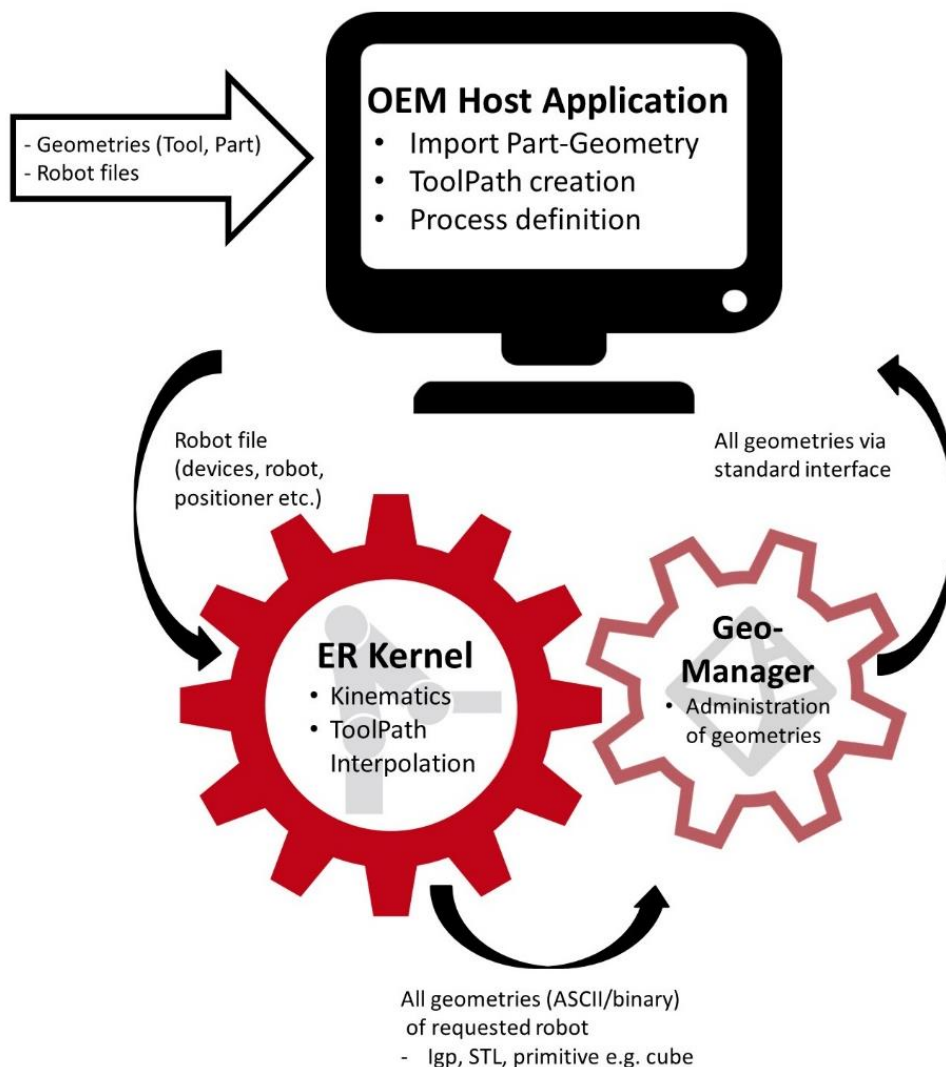 OEM Host Application
• Import Part-Geometry
• ToolPath creation
• Process definition
- Geometries (Tool, Part)
- Robot files
Robot file
(devices, robot,
positioner etc.)
All geometries via
standard interface
ER Kernel
• Kinematics
• ToolPath
Interpolation
Geo-
Manager
• Administration
of geometries
All geometries (ASCII/binary)
of requested robot
- Igp, STL, primitive e.g. cube